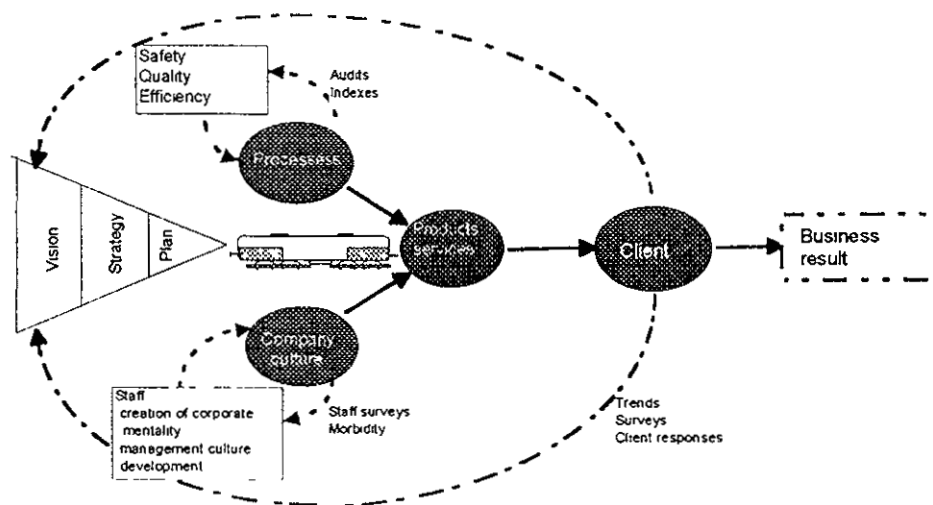 Safety
Quality
Efficiency
Audits
Indexes
Processess
Vision
Strategy
Plan
Products
services
Client
Business
result
Company
culture
Staff
creation of corporate
mentality
management culture
development
Staff surveys
Morbidity
Trends
Surveys
Client responses